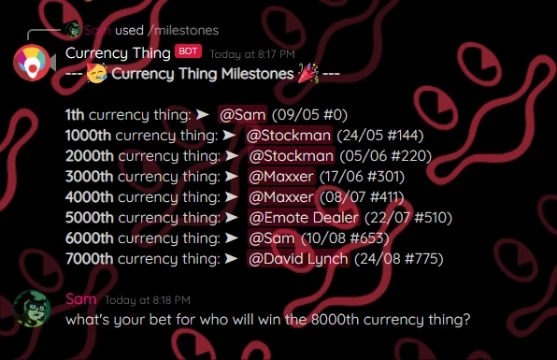 Sam used /milestones
Currency Thing BOT Today at 8:17 PM
--- 🥳 Currency Thing Milestones 🎉 ---
1th currency thing: ➤ @Sam (09/05 #0)
1000th currency thing: ➤ @Stockman (24/05 #144)
2000th currency thing: ➤ @Stockman (05/06 #220)
3000th currency thing: ➤ @Maxxer (17/06 #301)
4000th currency thing: ➤ @Maxxer (08/07 #411)
5000th currency thing: ➤ @Emote Dealer (22/07 #510)
6000th currency thing: ➤ @Sam (10/08 #653)
7000th currency thing: ➤ @David Lynch (24/08 #775)
Sam Today at 8:18 PM
what's your bet for who will win the 8000th currency thing?